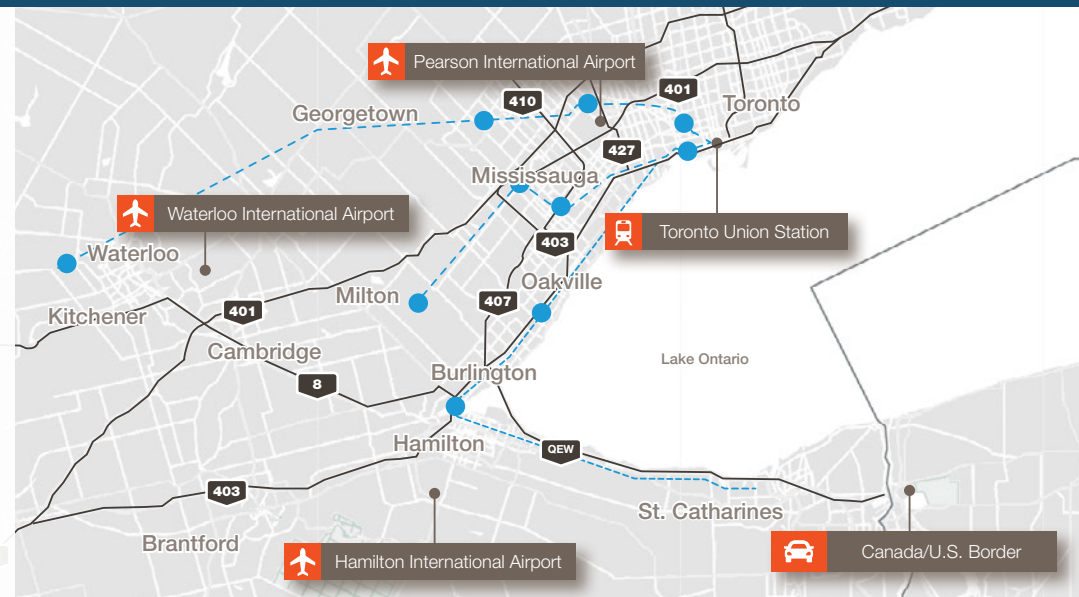 Pearson International Airport
401
410
Toronto
Georgetown
427
Mississauga
Waterloo International Airport
Toronto Union Station
403
Waterloo
Oakville
Milton
407
401
Kitchener
Cambridge
Lake Ontario
Burlington
8
Hamilton
QEW
403
St. Catharines
Brantford
Canada/U.S. Border
Hamilton International Airport